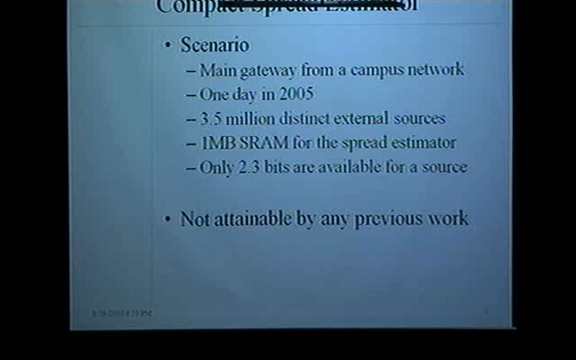 Compact Spread Estimator
• Scenario
– Main gateway from a campus network
– One day in 2005
– 3.5 million distinct external sources
– 1MB SRAM for the spread estimator
– Only 2.3 bits are available for a source
• Not attainable by any previous work